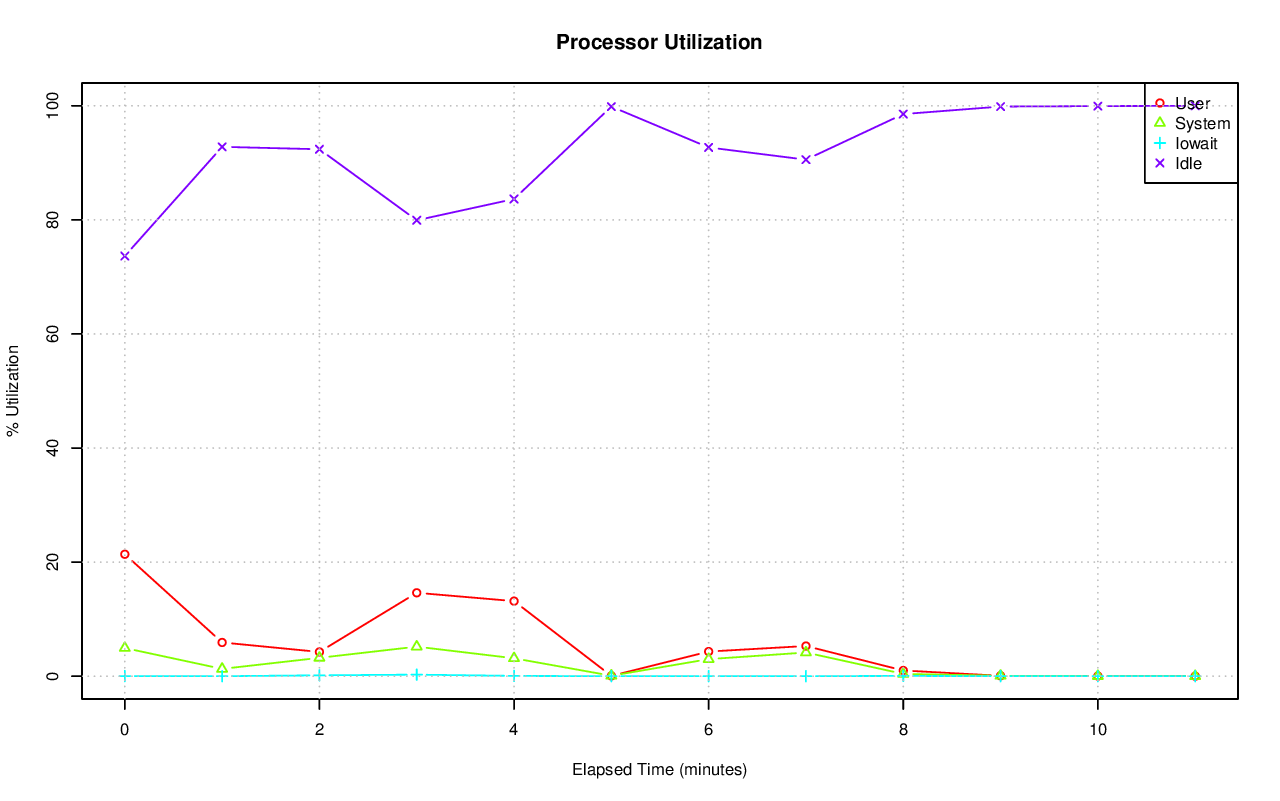 Processor Utilization
% Utilization
100
80
60
40
20
0
User
System
Iowait
Idle
0 2 4 6 8 10
Elapsed Time (minutes)